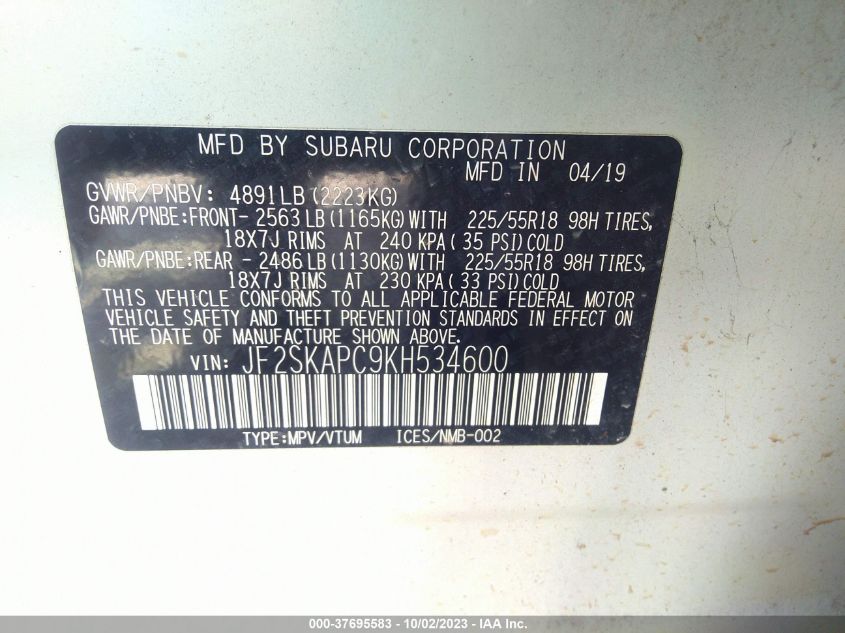 MFD BY SUBARU CORPORATION
MFD IN 04/19
GVWR/PNBV: 4891LB(2223KG)
GAWR/PNBE:FRONT- 2563LB(1165KG)WITH 225/55R18 98H TIRES,
18X7J RIMS AT 240 KPA(35 PSI)COLD
GAWR/PNBE:REAR - 2486LB(1130KG)WITH 225/55R18 98H TIRES,
18X7J RIMS AT 230 KPA(33 PSI)COLD
THIS VEHICLE CONFORMS TO ALL APPLICABLE FEDERAL MOTOR
VEHICLE SAFETY AND THEFT PREVENTION STANDARDS IN EFFECT ON
THE DATE OF MANUFACTURE SHOWN ABOVE.
VIN: JF2SKAPC9KH534600
TYPE:MPV/VTUM ICES/NMB-002
000-37695583 - 10/02/2023 - IAA Inc.